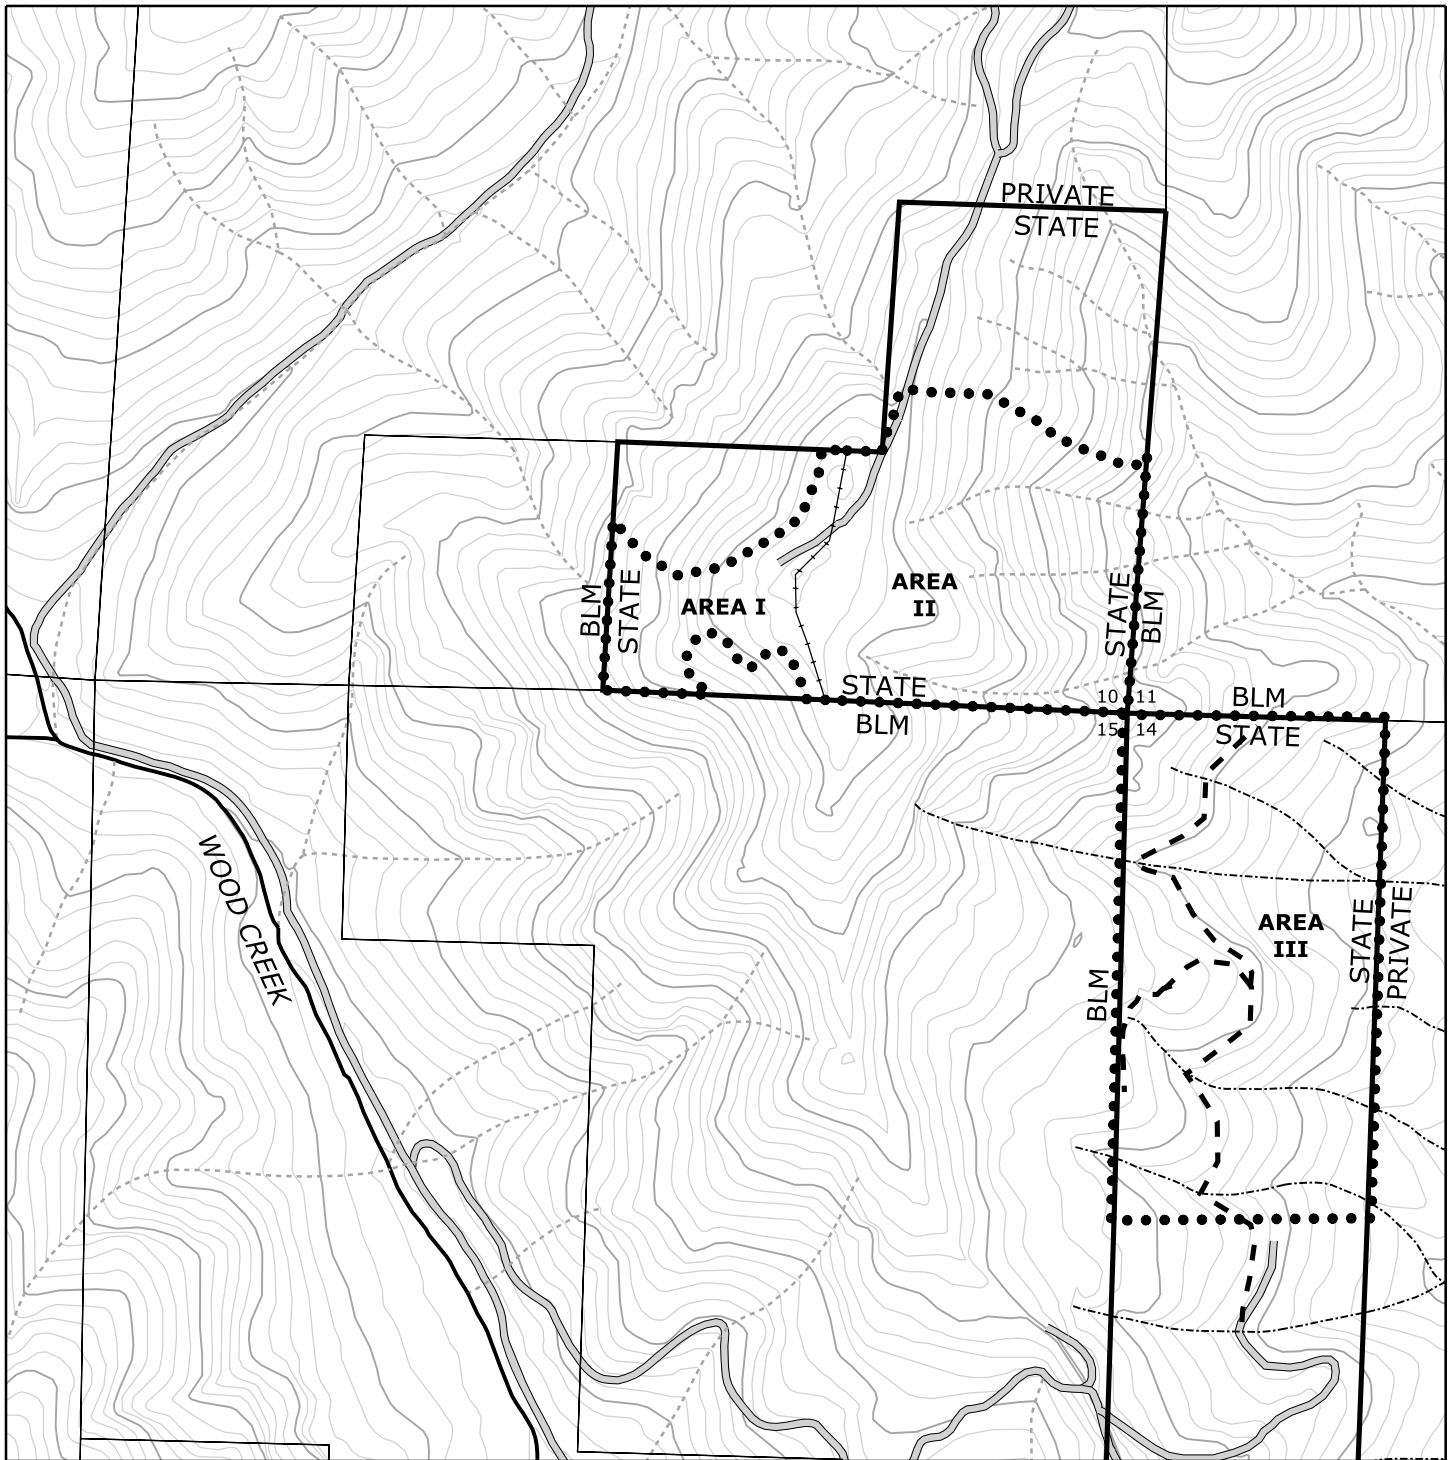 PRIVATE
STATE
AREA
II
BLM
STATE
AREA I
STATE
BLM
STATE
BLM
10 11
15 14
BLM
STATE
WOOD CREEK
AREA
III
STATE
PRIVATE
BLM